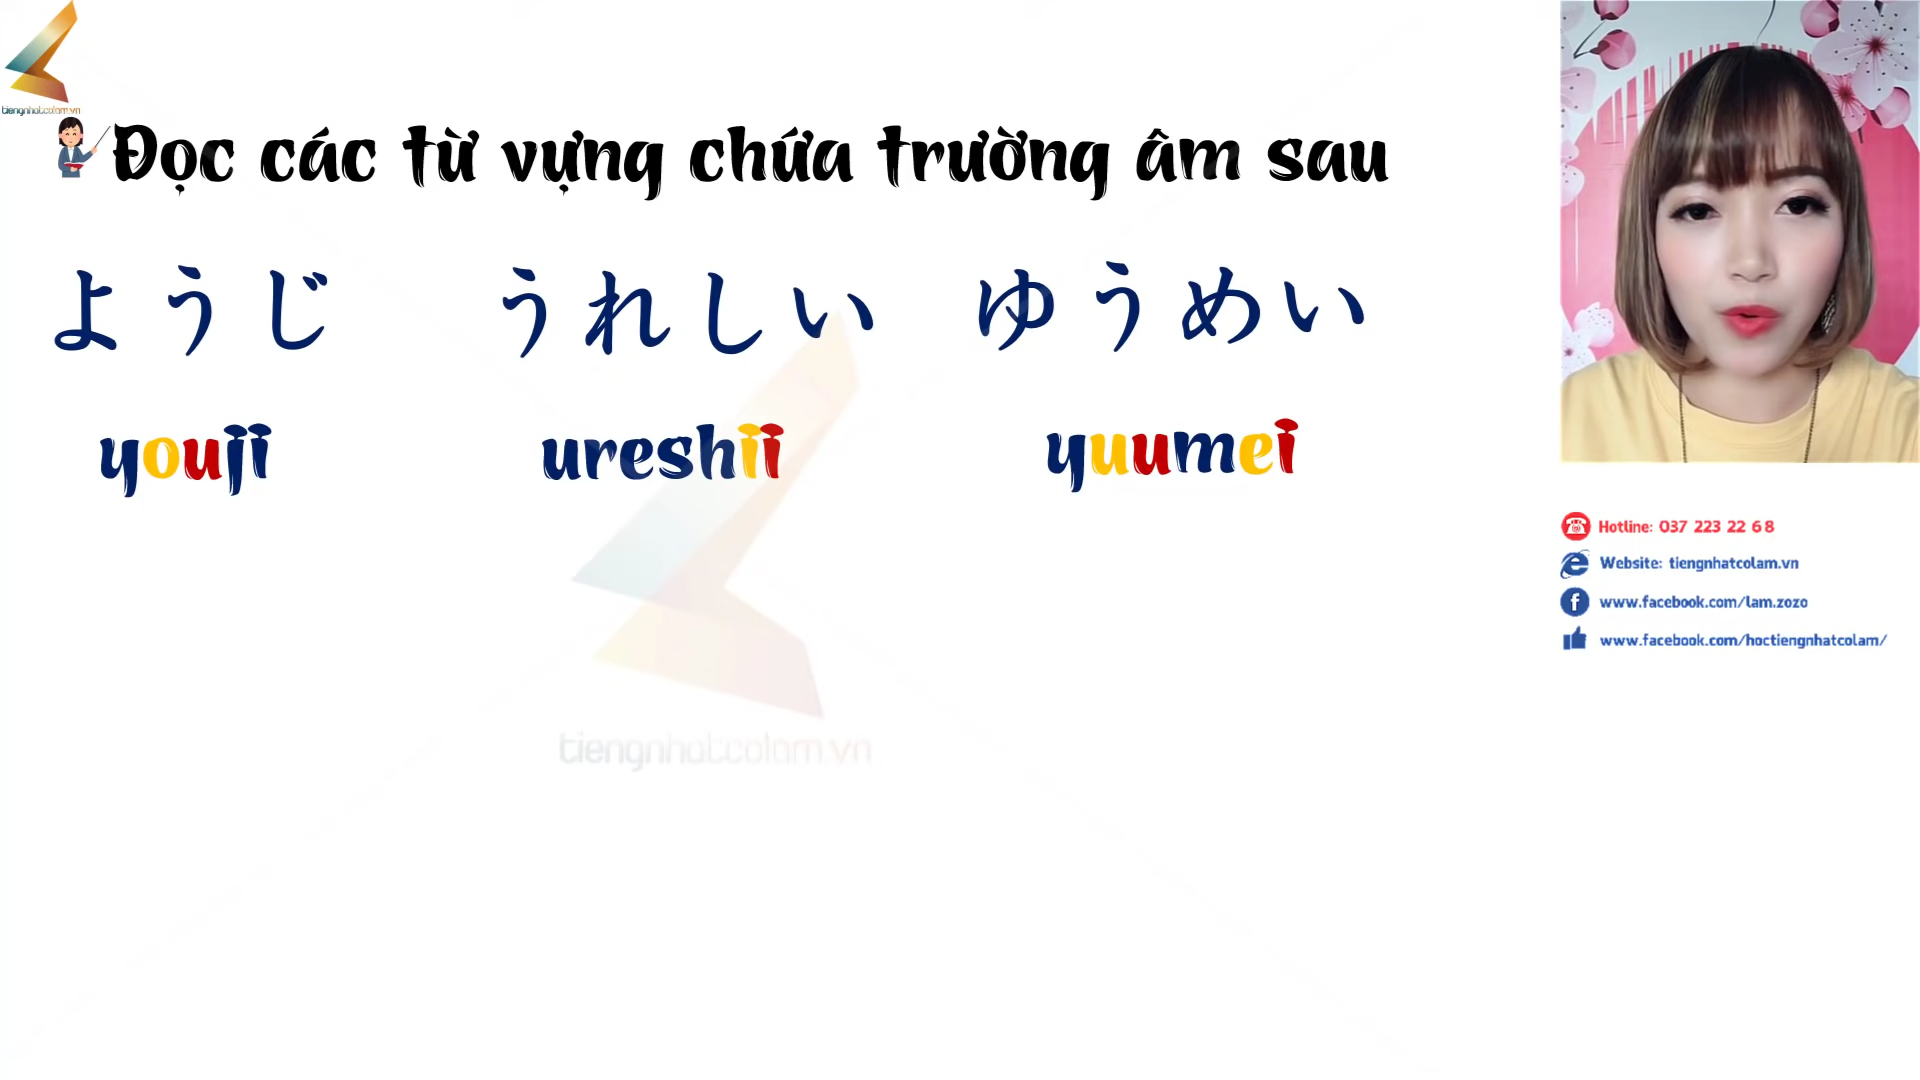 tiengnhatcolam.vn
Đọc các từ vựng chứa trường âm sau
ようじ うれしい ゆうめい
youji ureshii yuumei
tiengnhatcolam.vn
Hotline: 037 223 22 68
Website: tiengnhatcolam.vn
www.facebook.com/lam.zozo
www.facebook.com/hoctiengnhatcolam/